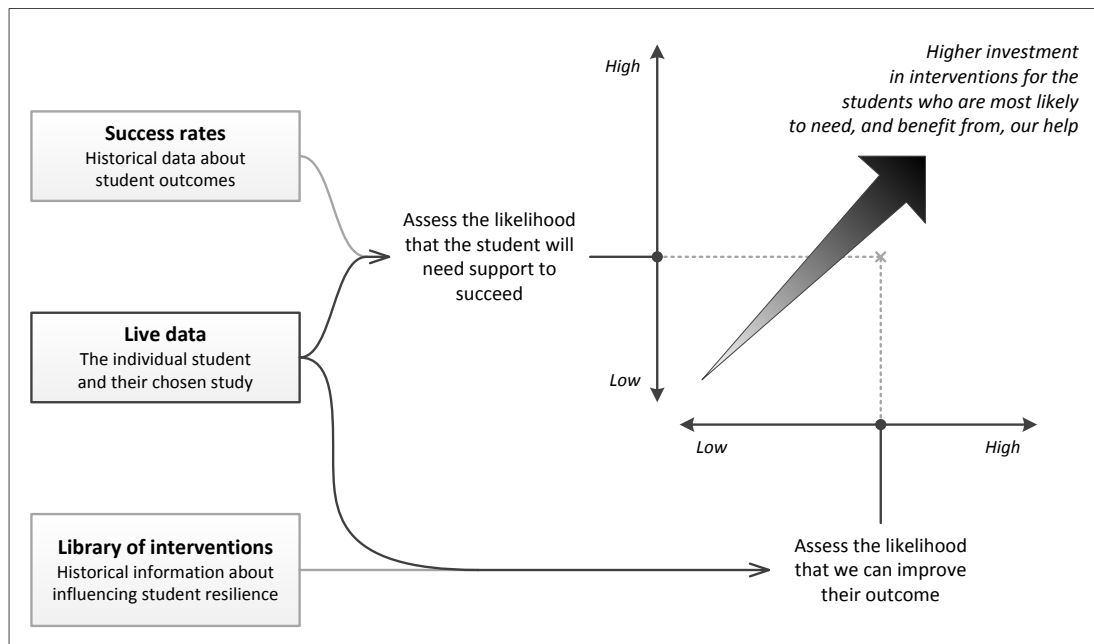 Success rates
Historical data about
student outcomes
Live data
The individual student
and their chosen study
Library of interventions
Historical information about
influencing student resilience
Assess the likelihood
that the student will
need support to
succeed
High
Low
Higher investment
in interventions for the
students who are most likely
to need, and benefit from, our help
Low
High
Assess the likelihood
that we can improve
their outcome